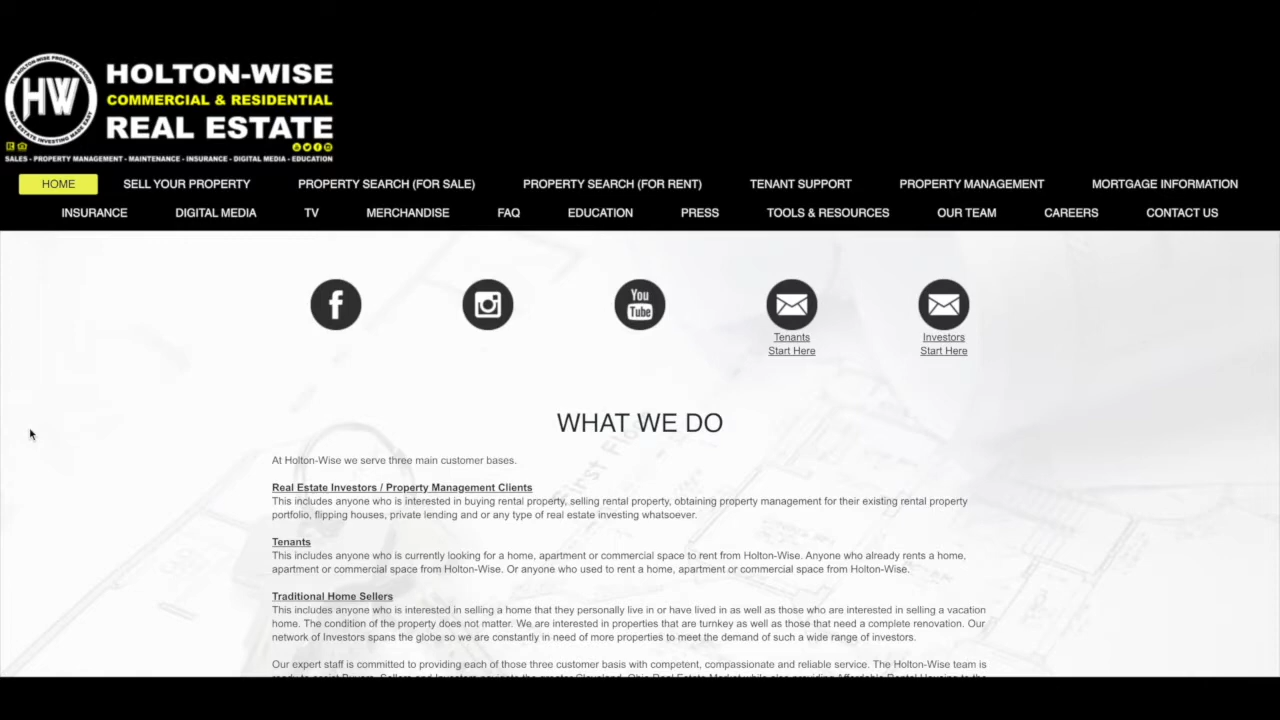 HOLTON-WISE
COMMERCIAL & RESIDENTIAL
REAL ESTATE
HW
REAL ESTATE INVESTING MADE EASY
SALES - PROPERTY MANAGEMENT - MAINTENANCE - INSURANCE - DIGITAL MEDIA - EDUCATION
HOME SELL YOUR PROPERTY PROPERTY SEARCH (FOR SALE) PROPERTY SEARCH (FOR RENT) TENANT SUPPORT PROPERTY MANAGEMENT MORTGAGE INFORMATION
INSURANCE DIGITAL MEDIA TV MERCHANDISE FAQ EDUCATION PRESS TOOLS & RESOURCES OUR TEAM CAREERS CONTACT US
You
Tube
Tenants
Start Here
Investors
Start Here
WHAT WE DO
At Holton-Wise we serve three main customer bases.
Real Estate Investors / Property Management Clients
This includes anyone who is interested in buying rental property, selling rental property, obtaining property management for their existing rental property
portfolio, flipping houses, private lending and or any type of real estate investing whatsoever.
Tenants
This includes anyone who is currently looking for a home, apartment or commercial space to rent from Holton-Wise. Anyone who already rents a home,
apartment or commercial space from Holton-Wise. Or anyone who used to rent a home, apartment or commercial space from Holton-Wise.
Traditional Home Sellers
This includes anyone who is interested in selling a home that they personally live in or have lived in as well as those who are interested in selling a vacation
home. The condition of the property does not matter. We are interested in properties that are turnkey as well as those that need a complete renovation. Our
network of Investors spans the globe so we are constantly in need of more properties to meet the demand of such a wide range of investors.
Our expert staff is committed to providing each of those three customer basis with competent, compassionate and reliable service. The Holton-Wise team is